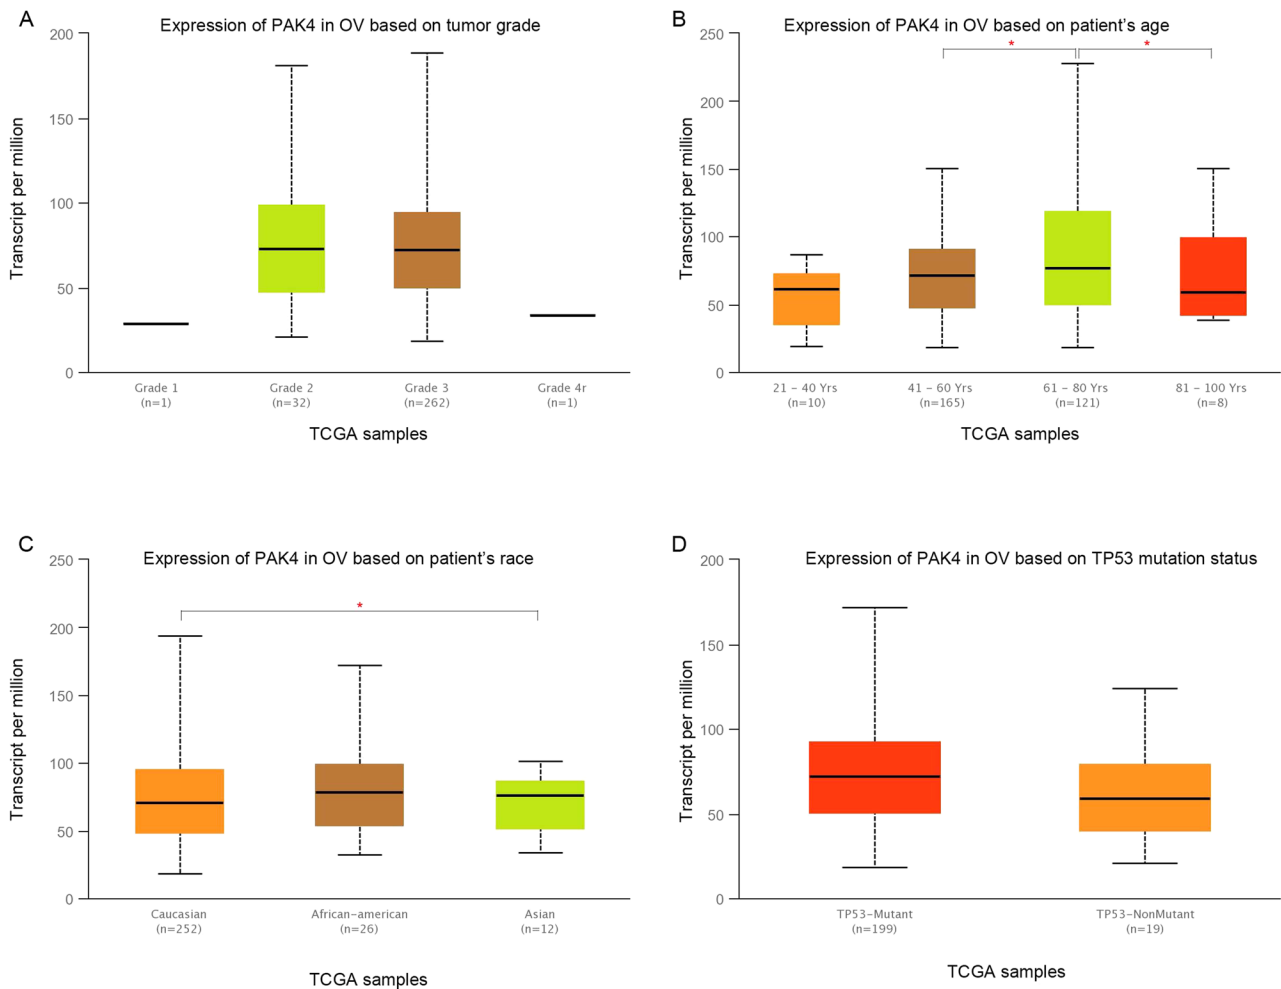 A
Expression of PAK4 in OV based on tumor grade
200
150
100
50
0
Transcript per million
Grade 1
(n=1)
Grade 2
(n=32)
Grade 3
(n=262)
Grade 4r
(n=1)
TCGA samples
B
Expression of PAK4 in OV based on patient's age
250
200
150
100
50
0
Transcript per million
*
*
21 – 40 Yrs
(n=10)
41 – 60 Yrs
(n=165)
61 – 80 Yrs
(n=121)
81 – 100 Yrs
(n=8)
TCGA samples
C
Expression of PAK4 in OV based on patient's race
250
200
150
100
50
0
Transcript per million
*
Caucasian
(n=252)
African–american
(n=26)
Asian
(n=12)
TCGA samples
D
Expression of PAK4 in OV based on TP53 mutation status
200
150
100
50
0
Transcript per million
TP53–Mutant
(n=199)
TP53–NonMutant
(n=19)
TCGA samples